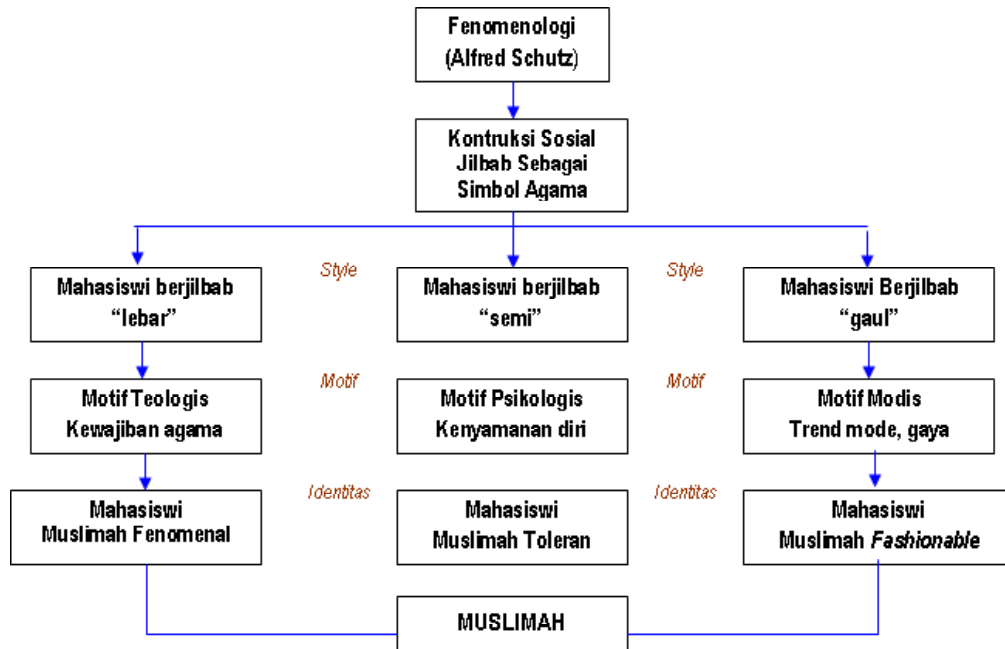 Fenomenologi
(Alfred Schutz)
Kontruksi Sosial
Jilbab Sebagai
Simbol Agama
Style
Style
Mahasiswi berjilbab
“lebar”
Mahasiswi berjilbab
“semi”
Mahasiswi Berjilbab
“gaul”
Motif
Motif
Motif Teologis
Kewajiban agama
Motif Psikologis
Kenyamanan diri
Motif Modis
Trend mode, gaya
Identitas
Identitas
Mahasiswi
Muslimah Fenomenal
Mahasiswi
Muslimah Toleran
Mahasiswi
Muslimah Fashionable
MUSLIMAH